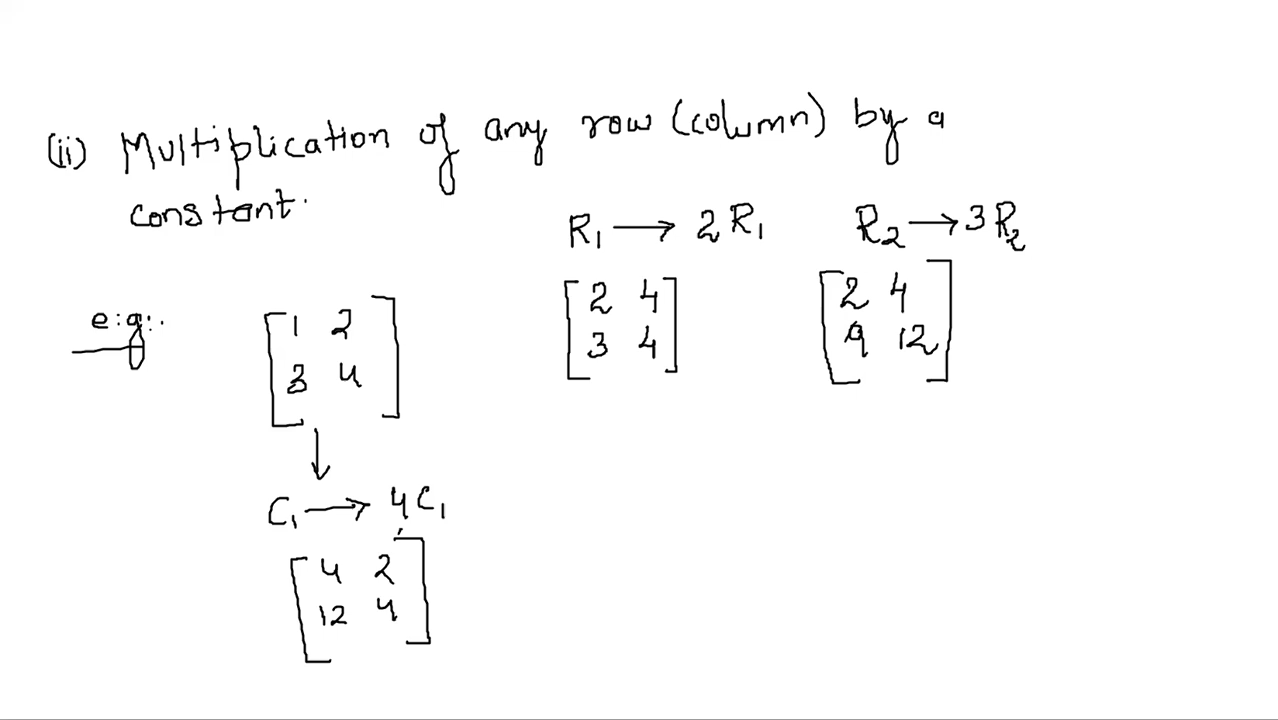 (ii) Multiplication of any row (column) by a
constant.
R1 → 2R1 R2 → 3R2
e:g:.
[1 2
3 4]
[2 4
3 4]
[2 4
9 12]
↓
C1 → 4C1
[4 2
12 4]